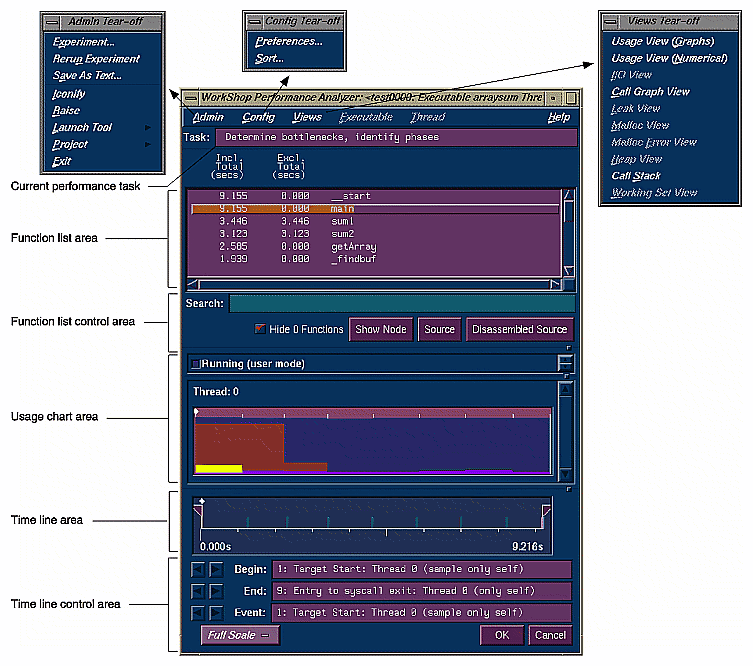 Admin Tear-off
Experiment...
Rerun Experiment
Save As Text...
Iconify
Raise
Launch Tool
Project
Exit
Config Tear-off
Preferences...
Sort...
Views Tear-off
Usage View (Graphs)
Usage View (Numerical)
I/O View
Call Graph View
Leak View
Malloc View
Malloc Error View
Heap View
Call Stack
Working Set View
WorkShop Performance Analyzer: <test0000: Executable arraysum Thre
Admin Config Views Executable Thread Help
Task: Determine bottlenecks, identify phases
Incl. Excl.
Total Total
(secs) (secs)
Current performance task
9.155 0.000 __start
9.155 0.000 main
3.446 3.446 sum1
3.123 3.123 sum2
2.585 0.000 getArray
1.939 0.000 _findbuf
Function list area
Search:
Function list control area
Hide 0 Functions Show Node Source Disassembled Source
Running (user mode)
Thread: 0
Usage chart area
Time line area
0.000s 9.216s
Begin: 1: Target Start: Thread 0 (sample only self)
End: 9: Entry to syscall exit: Thread 0 (only self)
Time line control area
Event: 1: Target Start: Thread 0 (sample only self)
Full Scale OK Cancel